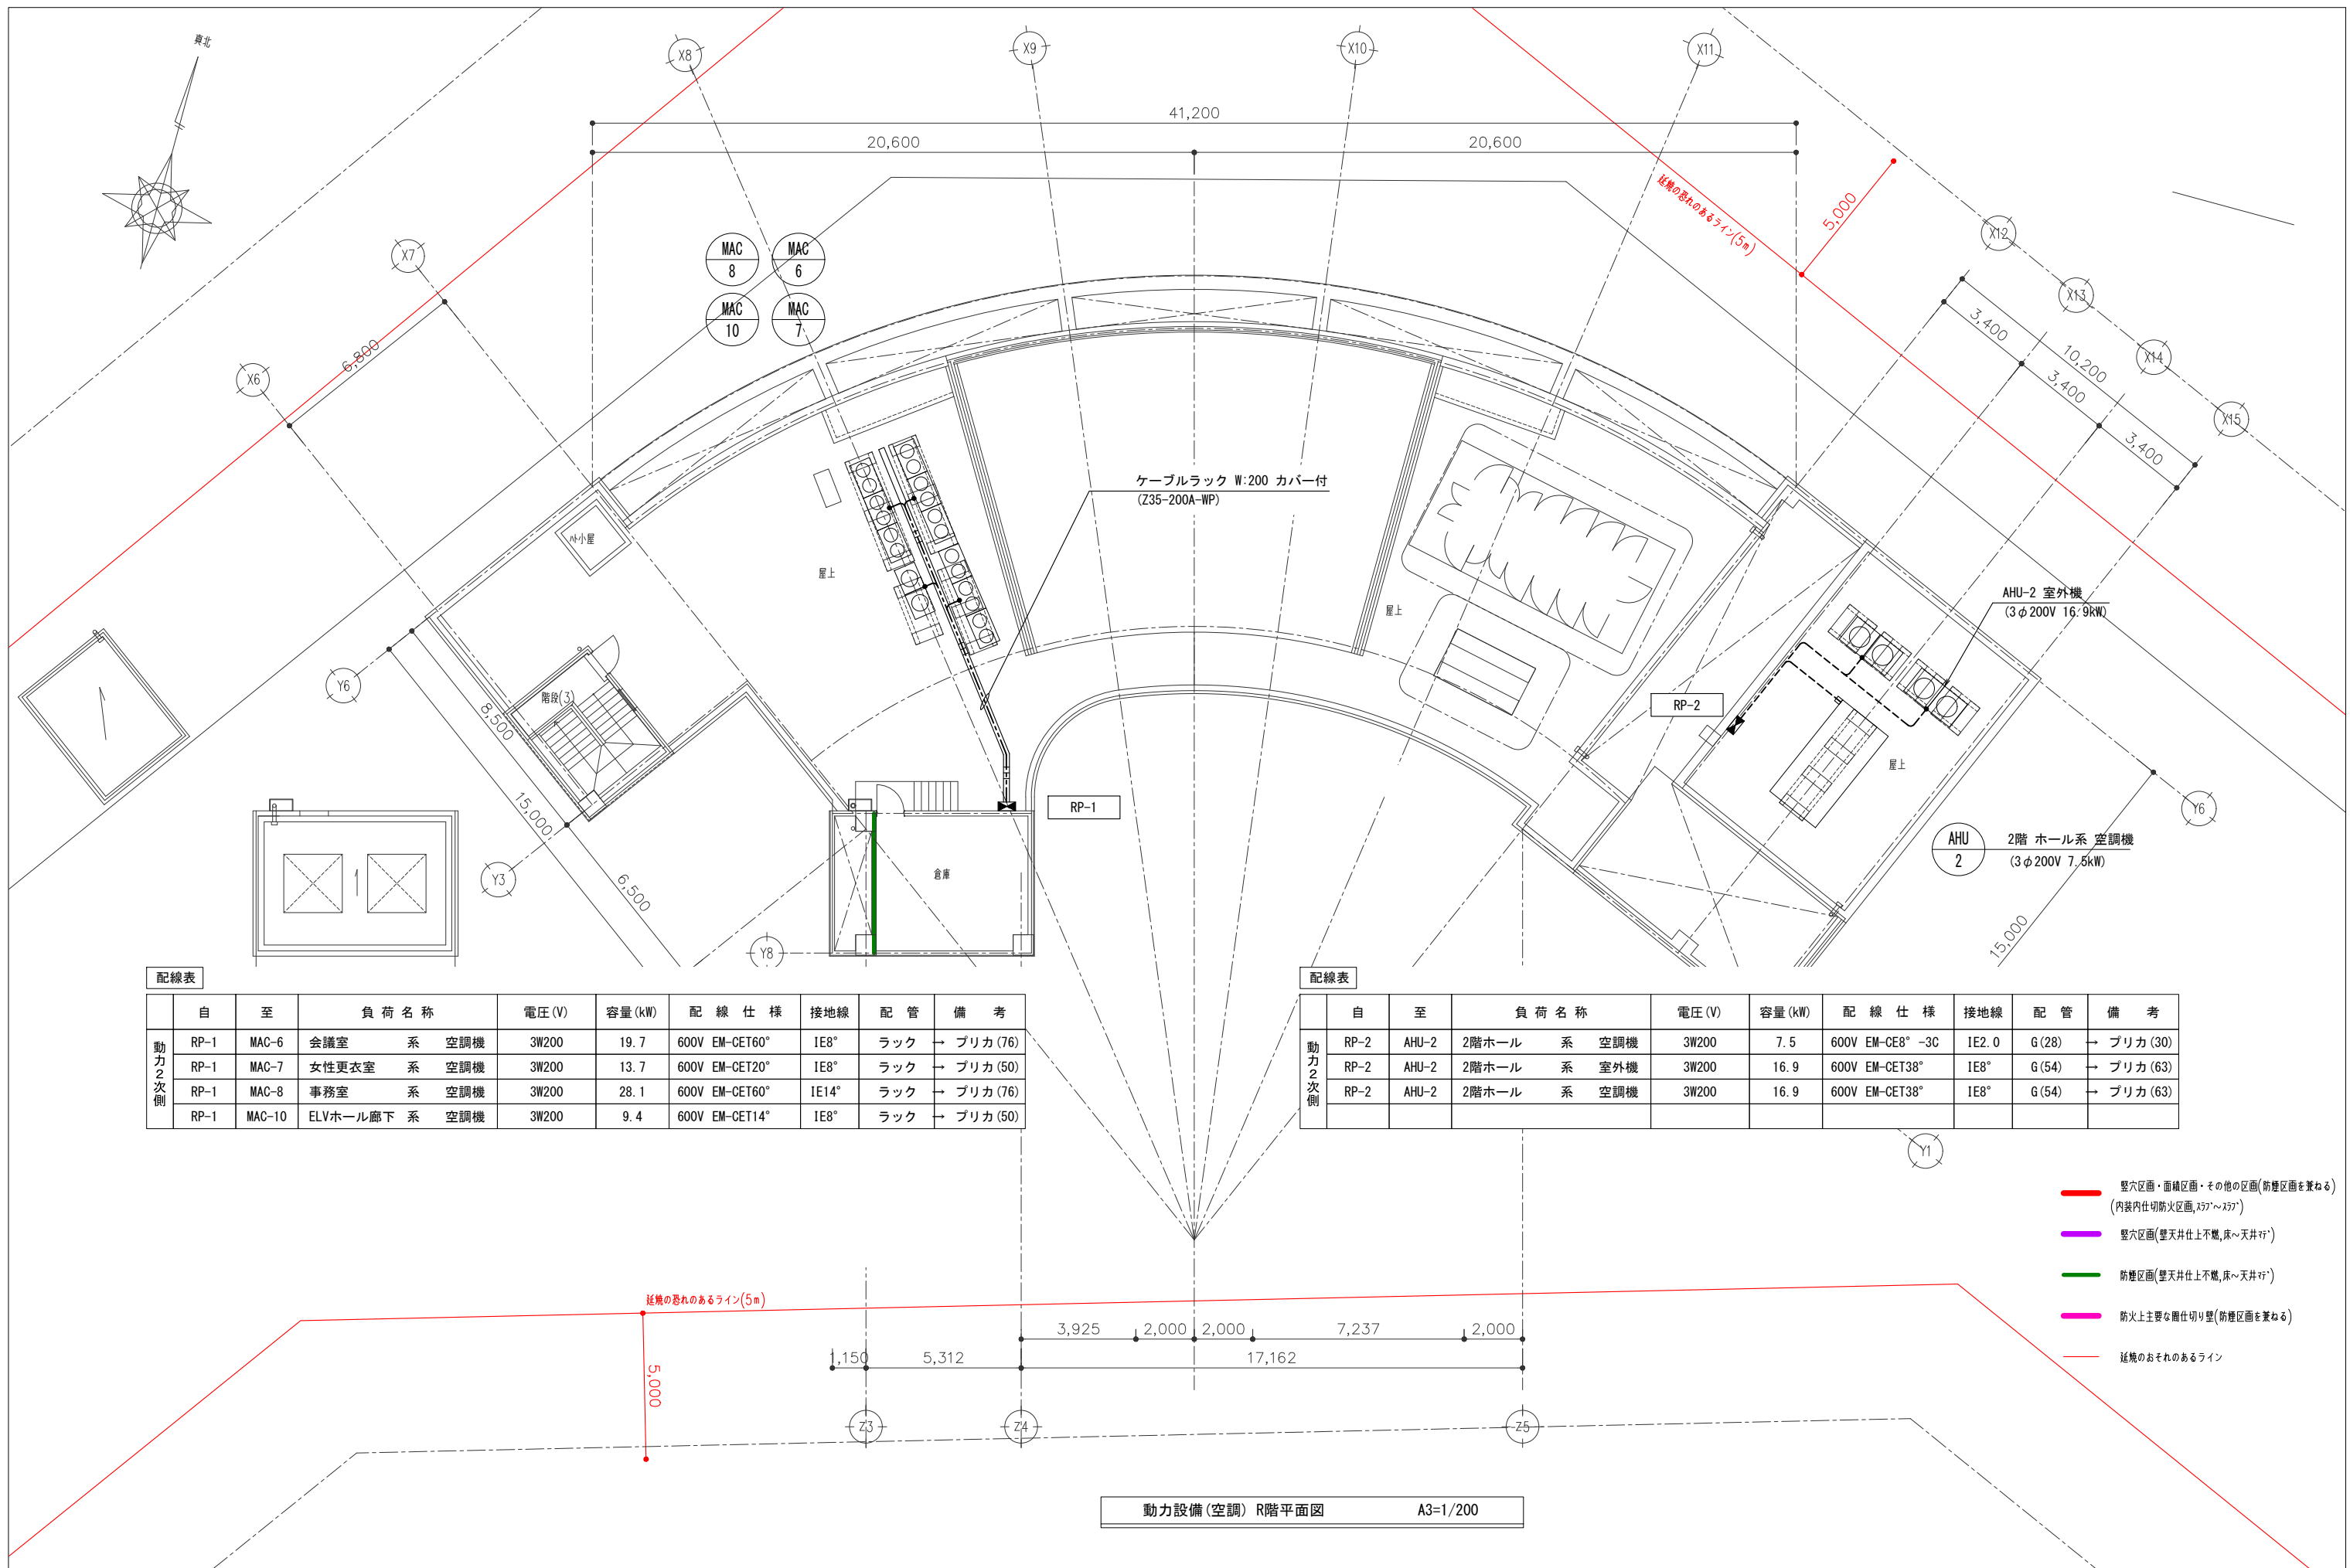 真北
X8
X9
X10
X11
41,200
20,600
20,600
延焼の恐れのあるライン(5m)
5,000
X12
X13
X14
X15
3,400
10,200
3,400
3,400
X7
X6
6,800
MAC
8
MAC
6
MAC
10
MAC
7
ケーブルラック W:200 カバー付
(Z35-200A-WP)
屋上
階段(3)
屋上
AHU-2 室外機
(3φ200V 16.9kW)
RP-2
屋上
RP-1
Y6
8,500
15,000
Y3
6,500
Y8
倉庫
Y6
AHU
2
2階 ホール系 空調機
(3φ200V 7.5kW)
15,000
配線表
自 至 負荷名称 電圧(V) 容量(kW) 配線仕様 接地線 配管 備考
動力2次側
RP-1 MAC-6 会議室 系 空調機 3W200 19.7 600V EM-CET60° IE8° ラック → プリカ(76)
RP-1 MAC-7 女性更衣室 系 空調機 3W200 13.7 600V EM-CET20° IE8° ラック → プリカ(50)
RP-1 MAC-8 事務室 系 空調機 3W200 28.1 600V EM-CET60° IE14° ラック → プリカ(76)
RP-1 MAC-10 ELVホール廊下 系 空調機 3W200 9.4 600V EM-CET14° IE8° ラック → プリカ(50)
配線表
自 至 負荷名称 電圧(V) 容量(kW) 配線仕様 接地線 配管 備考
動力2次側
RP-2 AHU-2 2階ホール 系 空調機 3W200 7.5 600V EM-CE8° -3C IE2.0 G(28) → プリカ(30)
RP-2 AHU-2 2階ホール 系 室外機 3W200 16.9 600V EM-CET38° IE8° G(54) → プリカ(63)
RP-2 AHU-2 2階ホール 系 空調機 3W200 16.9 600V EM-CET38° IE8° G(54) → プリカ(63)
Y1
竪穴区画・面積区画・その他の区画(防煙区画を兼ねる)
(内装内仕切防火区画,ｽﾗﾌﾞ～ｽﾗﾌﾞ)
竪穴区画(壁天井仕上不燃,床～天井ﾏﾃﾞ)
防煙区画(壁天井仕上不燃,床～天井ﾏﾃﾞ)
防火上主要な間仕切り壁(防煙区画を兼ねる)
延焼のおそれのあるライン
延焼の恐れのあるライン(5m)
5,000
3,925
2,000
2,000
7,237
2,000
1,150
5,312
17,162
Z3
Z4
Z5
動力設備(空調) R階平面図 A3=1/200